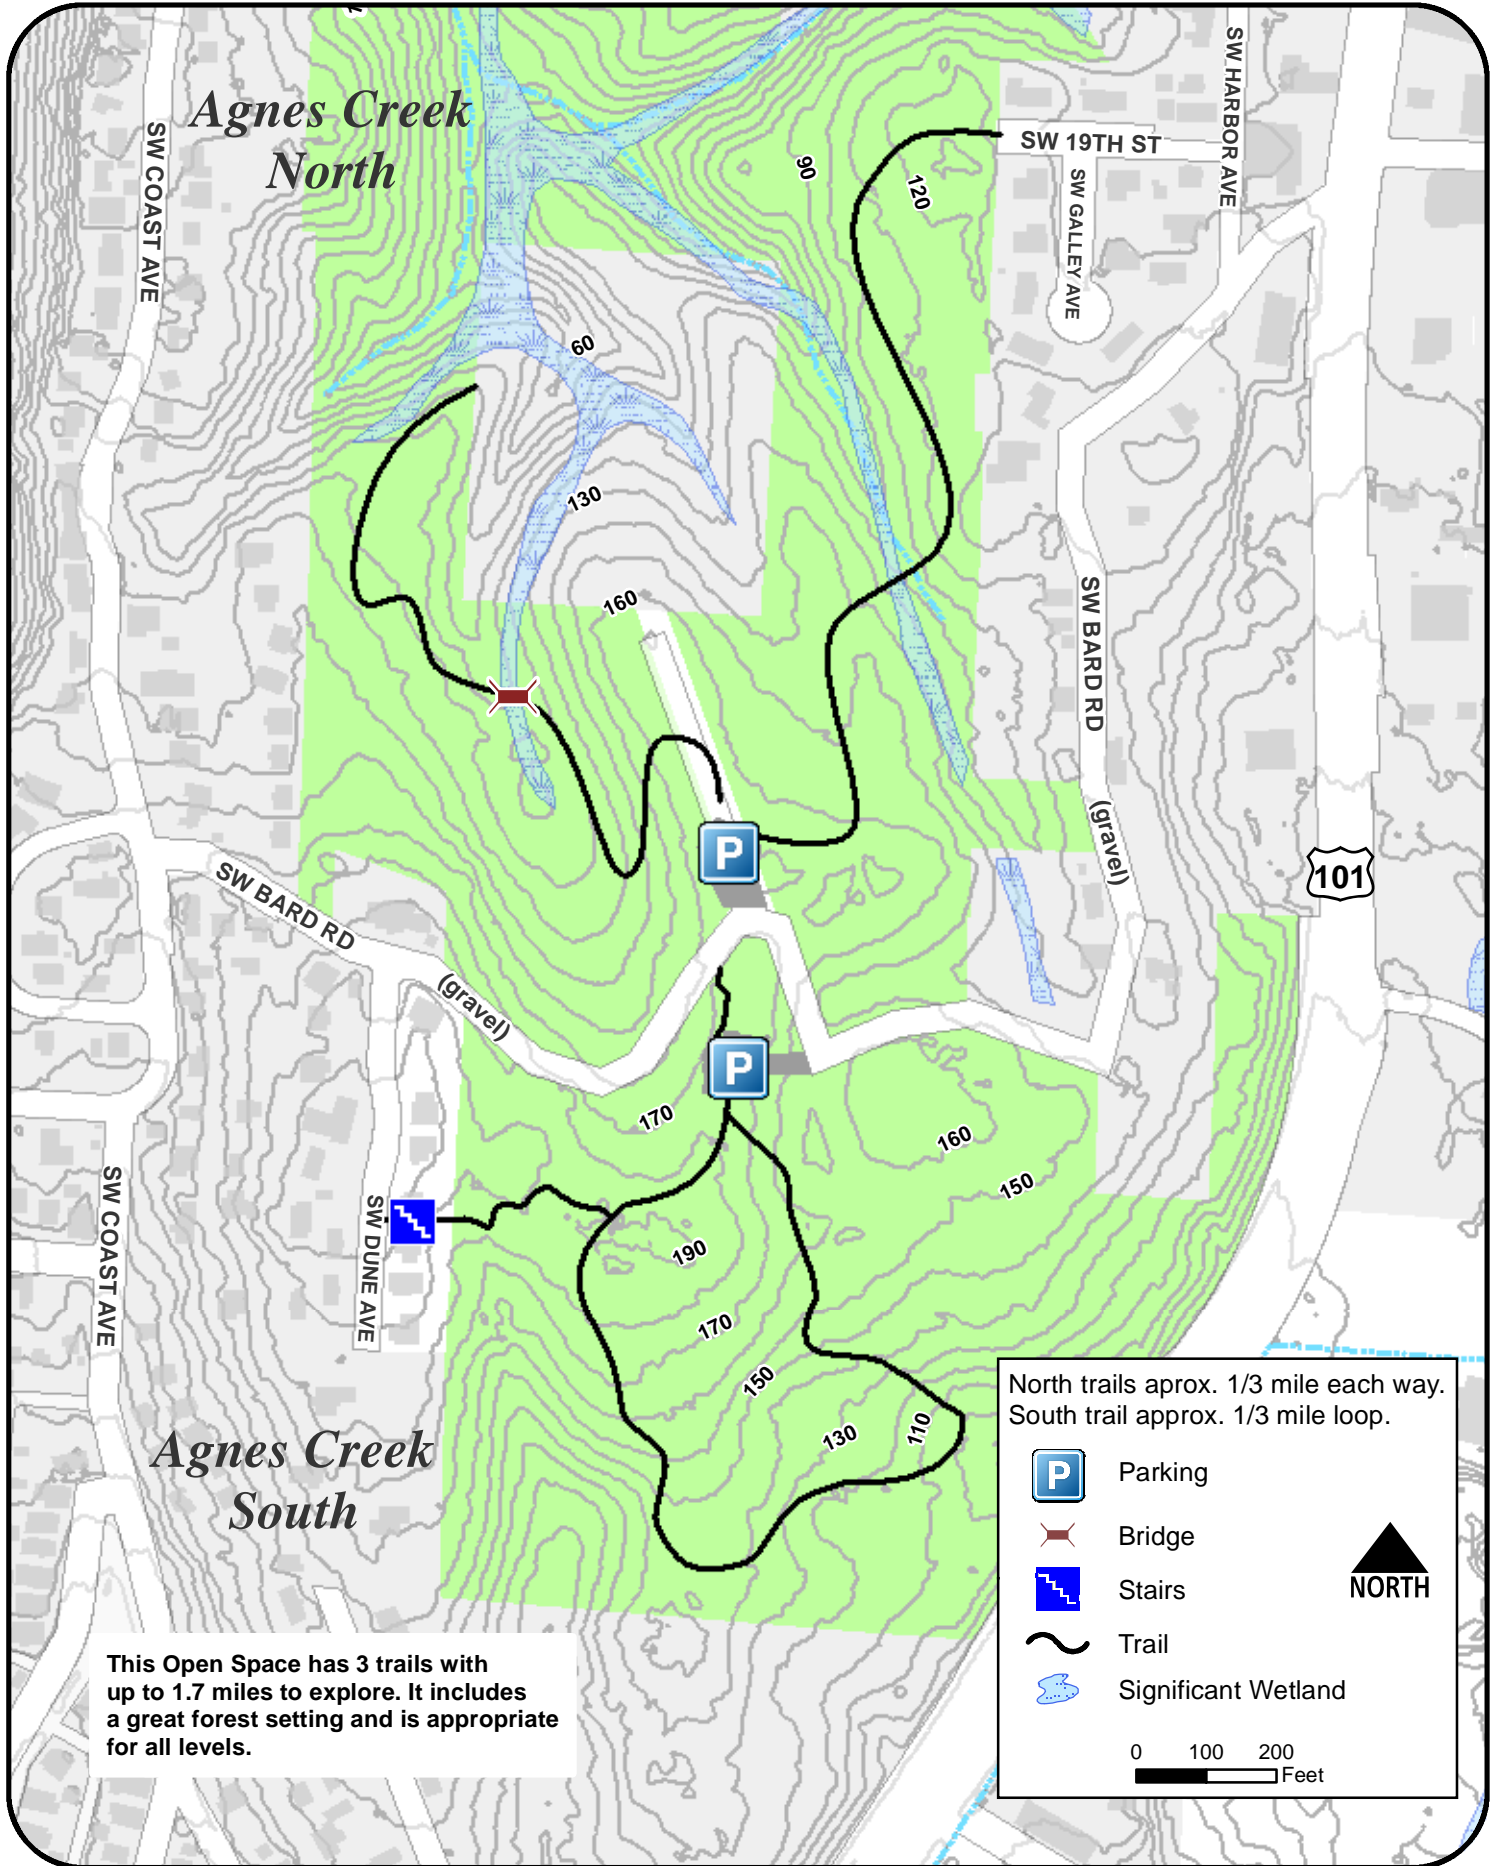 Agnes Creek
North
SW COAST AVE
SW HARBOR AVE
SW 19TH ST
SW GALLEY AVE
90
120
60
130
160
SW BARD RD
(gravel)
101
SW BARD RD
(gravel)
170
160
150
SW COAST AVE
SW DUNE AVE
190
170
150
130
110
Agnes Creek
South
North trails aprox. 1/3 mile each way.
South trail approx. 1/3 mile loop.
P Parking
Bridge
Stairs
Trail
Significant Wetland
NORTH
0 100 200
Feet
This Open Space has 3 trails with
up to 1.7 miles to explore. It includes
a great forest setting and is appropriate
for all levels.
P
P